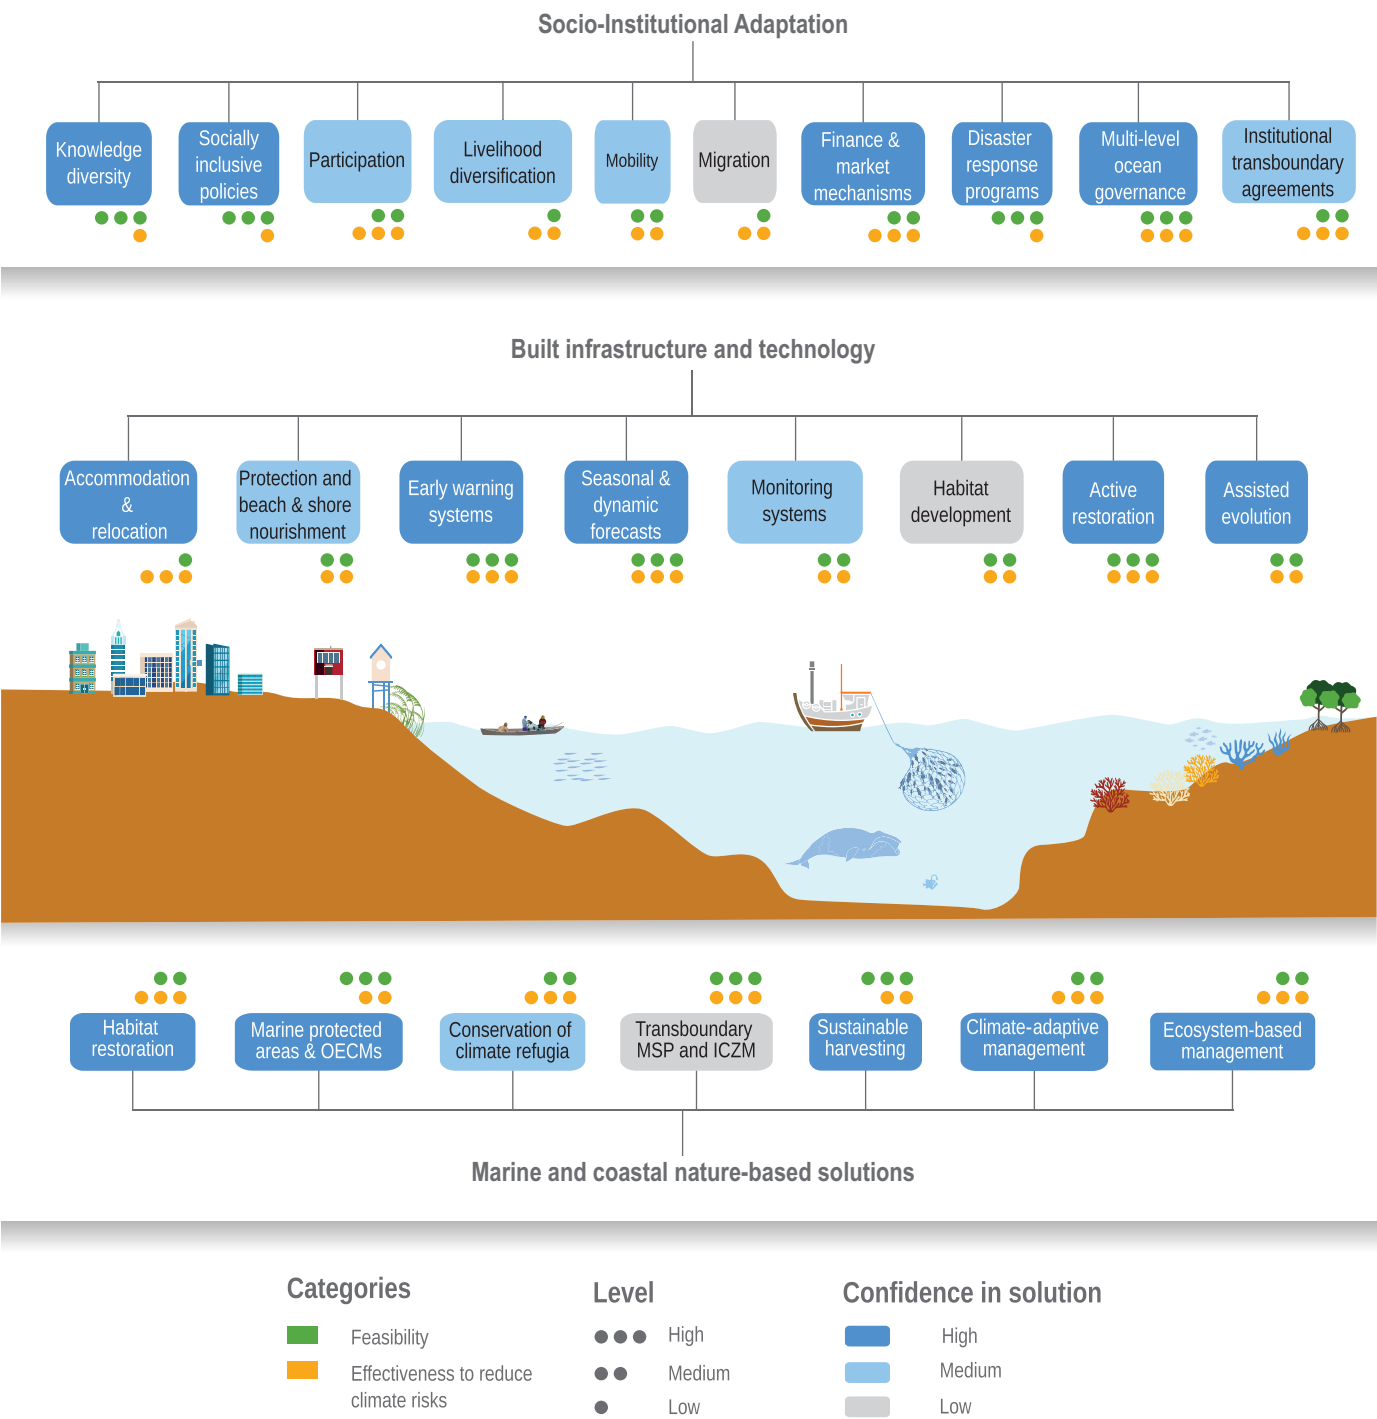 Socio-Institutional Adaptation
Knowledge
diversity
Socially
inclusive
policies
Participation
Livelihood
diversification
Mobility
Migration
Finance &
market
mechanisms
Disaster
response
programs
Multi-level
ocean
governance
Institutional
transboundary
agreements
Built infrastructure and technology
Accommodation
&
relocation
Protection and
beach & shore
nourishment
Early warning
systems
Seasonal &
dynamic
forecasts
Monitoring
systems
Habitat
development
Active
restoration
Assisted
evolution
Habitat
restoration
Marine protected
areas & OECMs
Conservation of
climate refugia
Transboundary
MSP and ICZM
Sustainable
harvesting
Climate-adaptive
management
Ecosystem-based
management
Marine and coastal nature-based solutions
Categories
Feasibility
Effectiveness to reduce
climate risks
Level
High
Medium
Low
Confidence in solution
High
Medium
Low